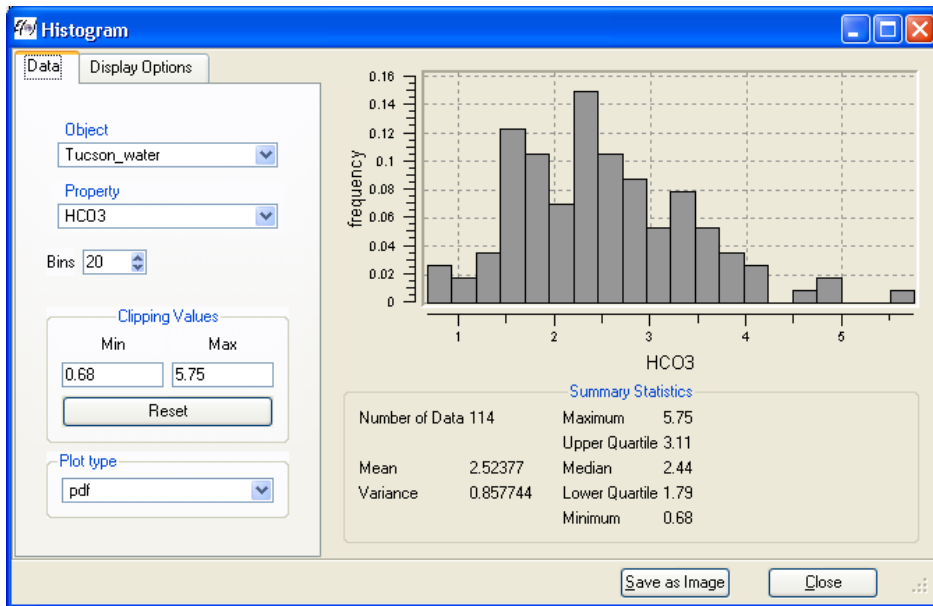 Histogram
Data
Display Options
Object
Tucson_water
Property
HCO3
Bins 20
Clipping Values
Min Max
0.68 5.75
Reset
Plot type
pdf
0.16
0.14
0.12
0.1
0.08
0.06
0.04
0.02
0
frequency
1 2 3 4 5
HCO3
Summary Statistics
Number of Data 114
Mean 2.52377
Variance 0.857744
Maximum 5.75
Upper Quartile 3.11
Median 2.44
Lower Quartile 1.79
Minimum 0.68
Save as Image
Close